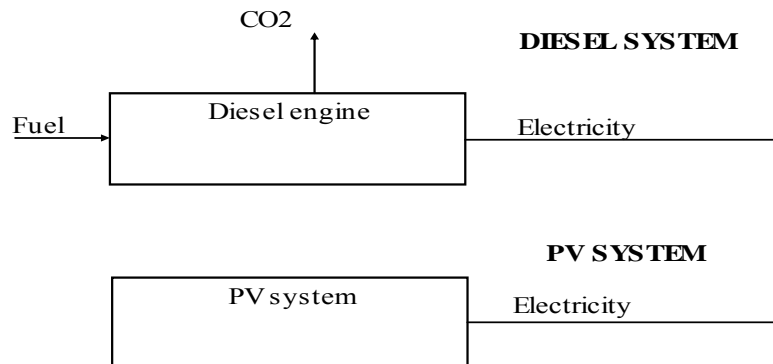 CO2
DIESEL SYSTEM
Diesel engine
Fuel
Electricity
PV SYSTEM
PV system
Electricity